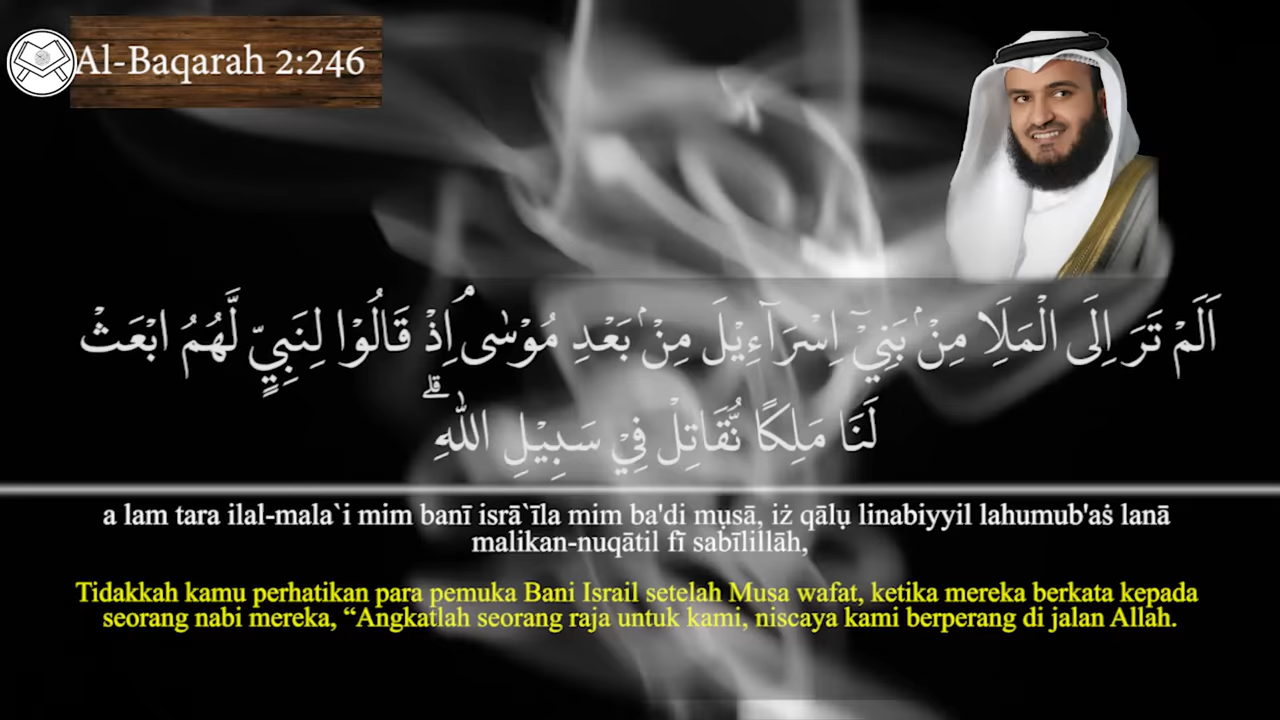 Al-Baqarah 2:246
اَلَمْ تَرَ اِلَى الْمَلَاِ مِنْۢ بَنِيْٓ اِسْرَاۤءِيْلَ مِنْۢ بَعْدِ مُوْسٰىۘ اِذْ قَالُوْا لِنَبِيٍّ لَّهُمُ ابْعَثْ
لَنَا مَلِكًا نُّقَاتِلْ فِيْ سَبِيْلِ اللّٰهِ ۗ
a lam tara ilal-mala`i mim banī isrā`īla mim ba'di mụsā, iż qālụ linabiyyil lahumub'aṡ lanā
malikan-nuqātil fī sabīlillāh,
Tidakkah kamu perhatikan para pemuka Bani Israil setelah Musa wafat, ketika mereka berkata kepada
seorang nabi mereka, “Angkatlah seorang raja untuk kami, niscaya kami berperang di jalan Allah.